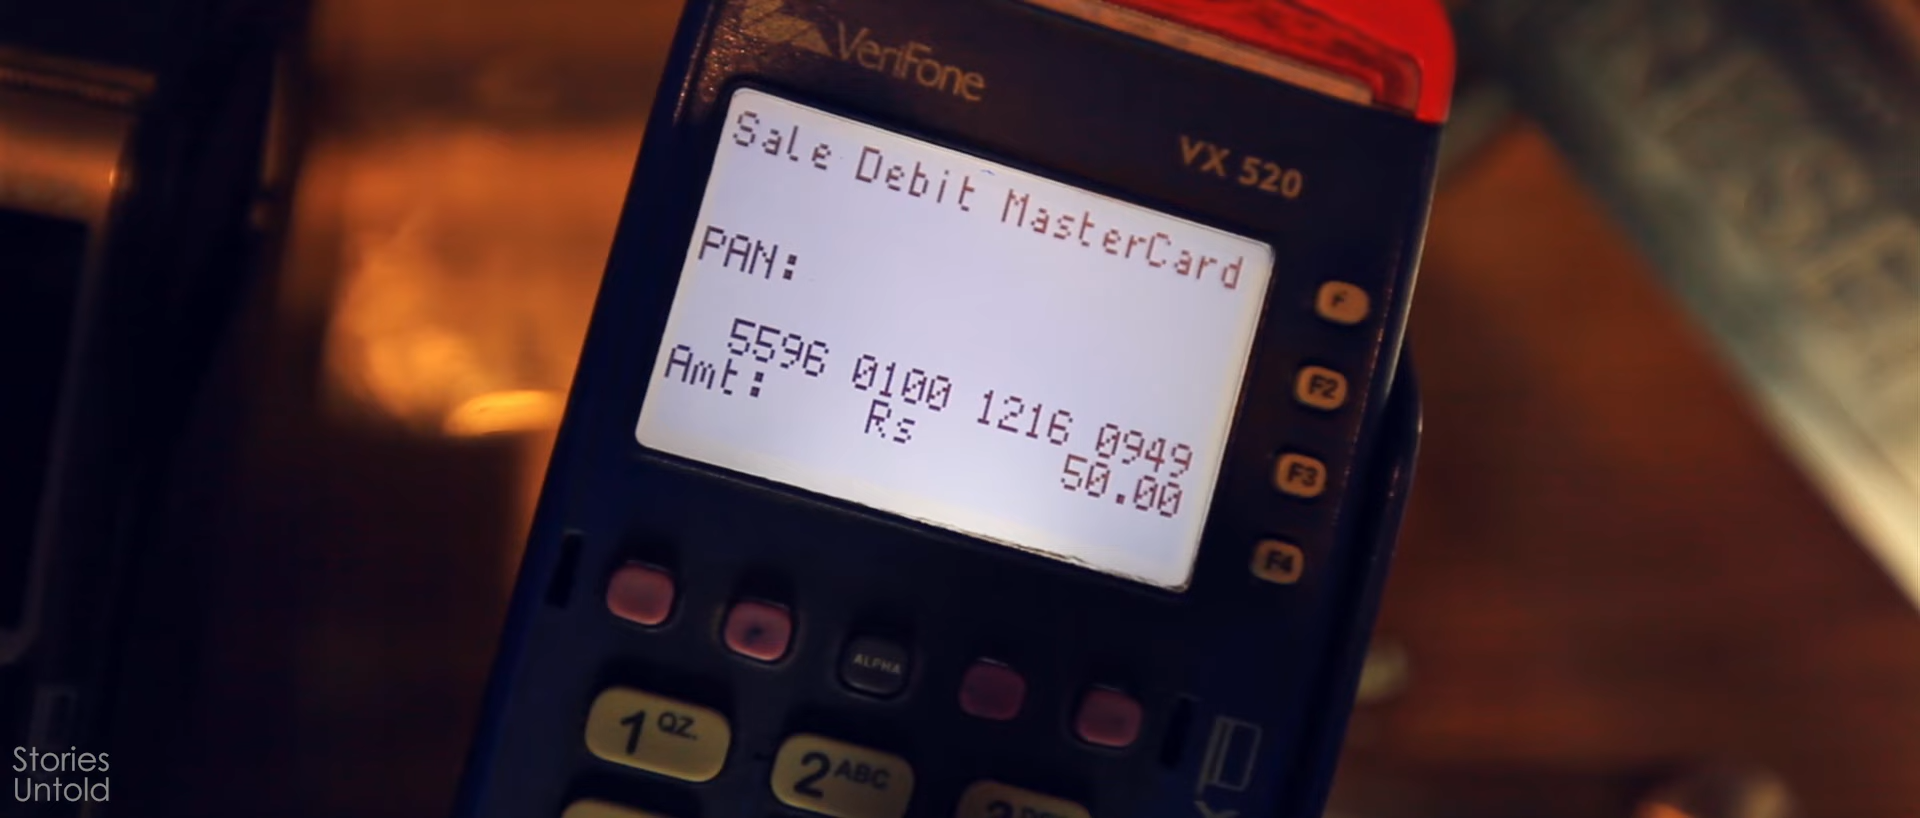 VeriFone
VX 520
Sale Debit MasterCard
PAN:
5596 0100 1216 0949
Amt:
Rs
50.00
F2
F3
F4
ALPHA
1 QZ.
2 ABC
Stories
Untold